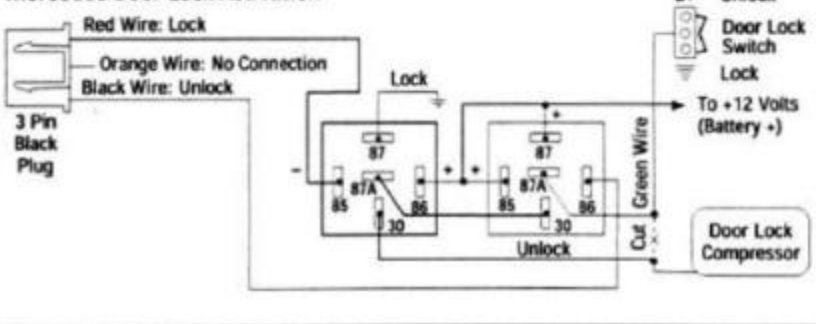 Red Wire: Lock
Orange Wire: No Connection
Black Wire: Unlock
3 Pin
Black
Plug
Lock
Door Lock
Switch
Lock
To +12 Volts
(Battery +)
+
87
87
-
+
+
87A
87A
85
86
85
86
30
30
Unlock
Green Wire
Cut
Door Lock
Compressor